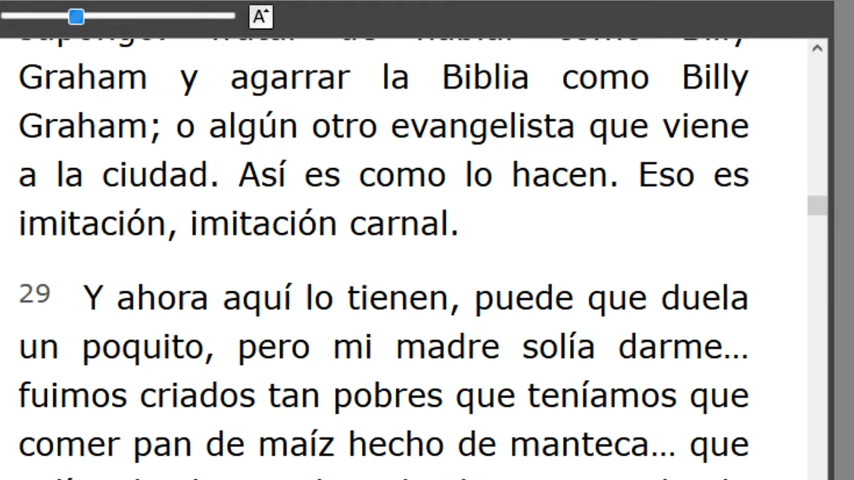 A
Graham y agarrar la Biblia como Billy
Graham; o algún otro evangelista que viene
a la ciudad. Así es como lo hacen. Eso es
imitación, imitación carnal.
29 Y ahora aquí lo tienen, puede que duela
un poquito, pero mi madre solía darme...
fuimos criados tan pobres que teníamos que
comer pan de maíz hecho de manteca... que